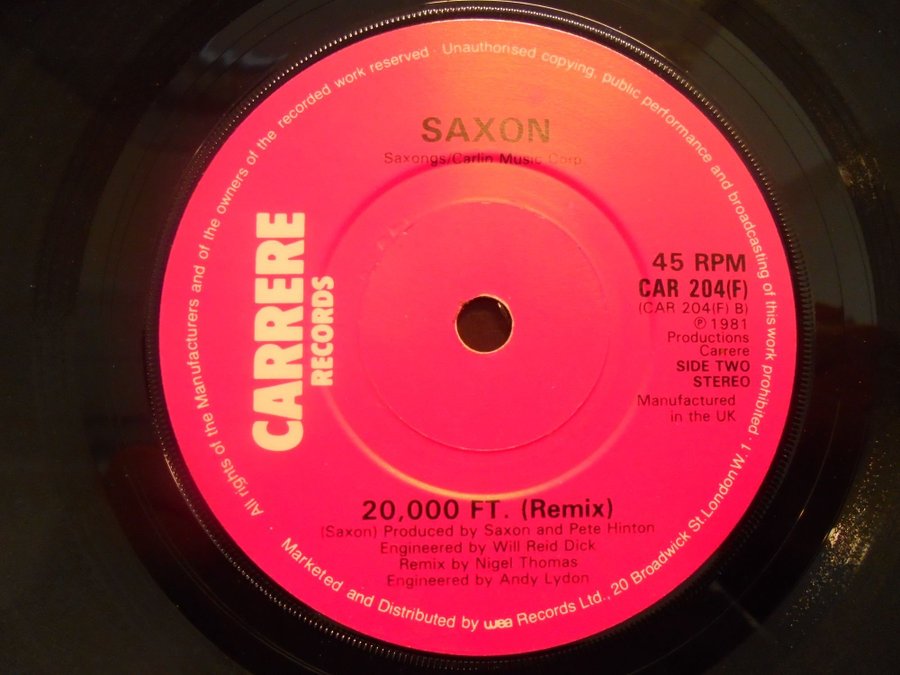 All rights of the Manufacturers and of the owners of the recorded work reserved · Unauthorised copying, public performance and broadcasting of this work prohibited ·
SAXON
Saxongs/Carlin Music Corp.
CARRERE
RECORDS
45 RPM
CAR 204(F)
(CAR 204(F) B)
℗ 1981
Productions
Carrere
SIDE TWO
STEREO
Manufactured
in the UK
20,000 FT. (Remix)
(Saxon) Produced by Saxon and Pete Hinton
Engineered by Will Reid Dick
Remix by Nigel Thomas
Engineered by Andy Lydon
Marketed and Distributed by wea Records Ltd., 20 Broadwick St. London W.1 ·